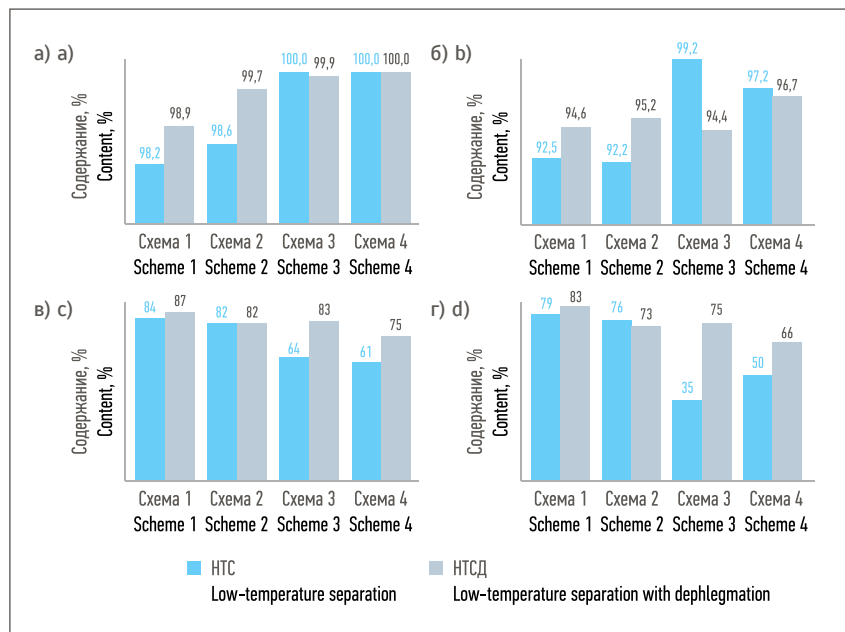 а) a)
Содержание, %
Content, %
98,2
98,9
98,6
99,7
100,0
99,9
100,0
100,0
Схема 1
Scheme 1
Схема 2
Scheme 2
Схема 3
Scheme 3
Схема 4
Scheme 4
б) b)
Содержание, %
Content, %
92,5
94,6
92,2
95,2
99,2
94,4
97,2
96,7
Схема 1
Scheme 1
Схема 2
Scheme 2
Схема 3
Scheme 3
Схема 4
Scheme 4
в) c)
Содержание, %
Content, %
84
87
82
82
64
83
61
75
Схема 1
Scheme 1
Схема 2
Scheme 2
Схема 3
Scheme 3
Схема 4
Scheme 4
г) d)
Содержание, %
Content, %
79
83
76
73
35
75
50
66
Схема 1
Scheme 1
Схема 2
Scheme 2
Схема 3
Scheme 3
Схема 4
Scheme 4
НТС
Low-temperature separation
НТСД
Low-temperature separation with dephlegmation